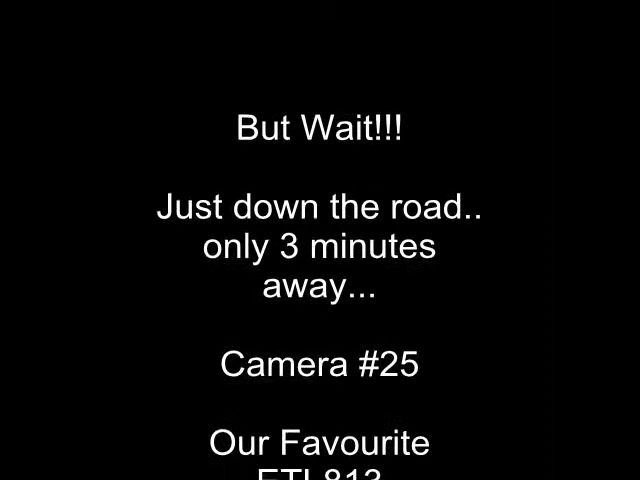 But Wait!!!
Just down the road..
only 3 minutes
away...
Camera #25
Our Favourite